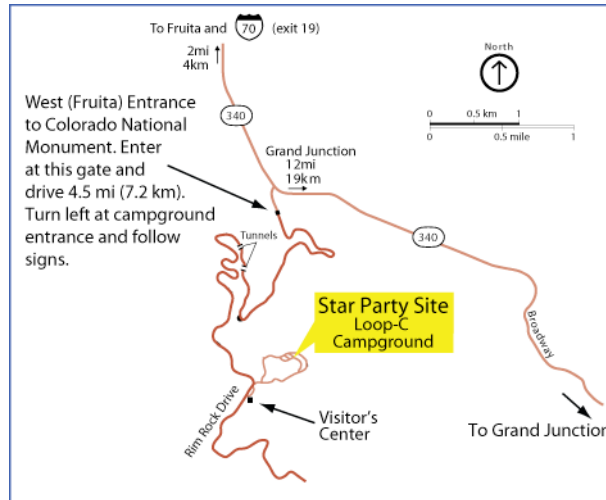 To Fruita and 70 (exit 19)
2mi
4km
North
West (Fruita) Entrance
to Colorado National
Monument. Enter
at this gate and
drive 4.5 mi (7.2 km).
Turn left at campground
entrance and follow
signs.
340
0 0.5 km 1
0 0.5 mile 1
Grand Junction
12mi
19km
340
Tunnels
Star Party Site
Loop-C
Campground
Broadway
Rim Rock Drive
Visitor's
Center
To Grand Junction